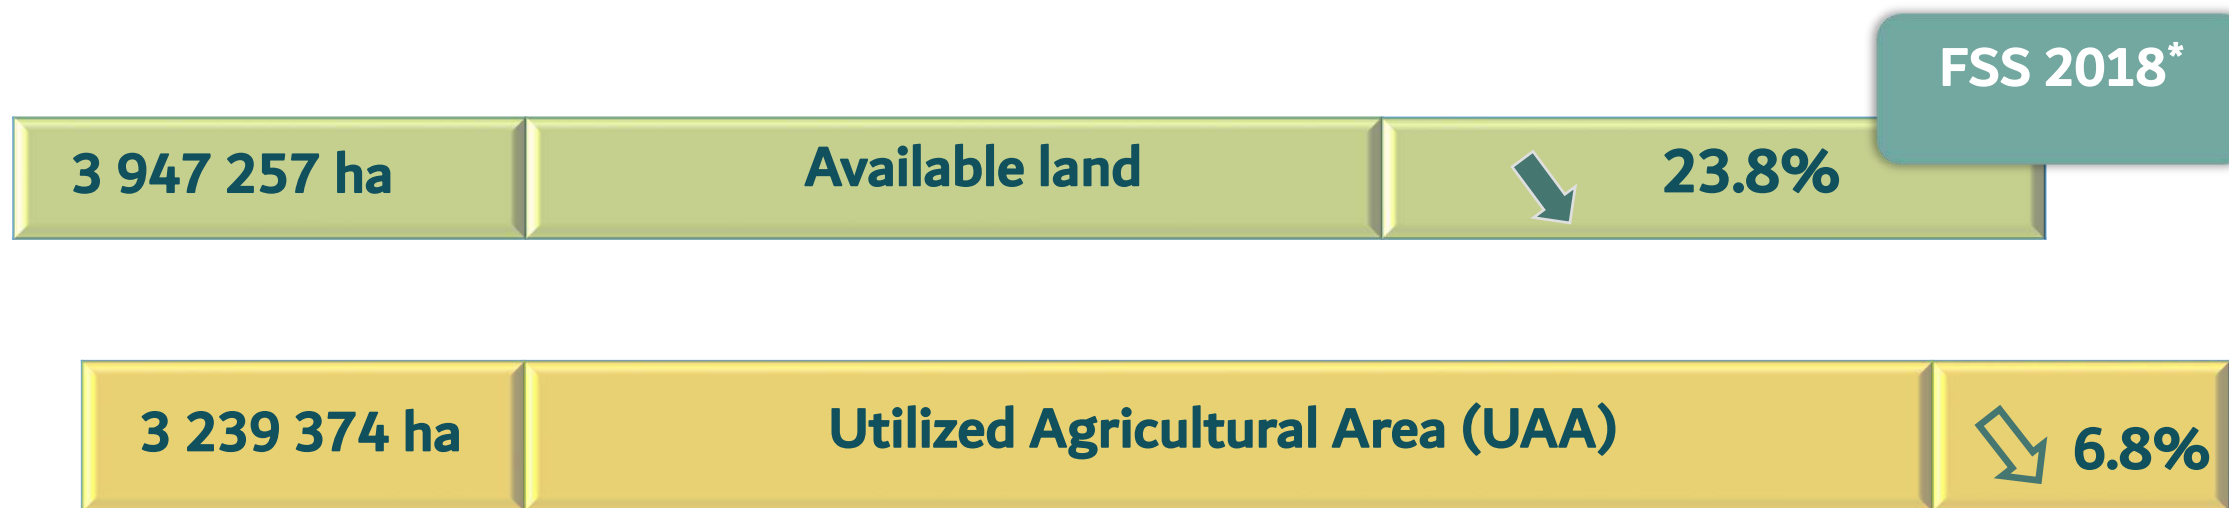 FSS 2018*
3 947 257 ha Available land 23.8%
3 239 374 ha Utilized Agricultural Area (UAA) 6.8%